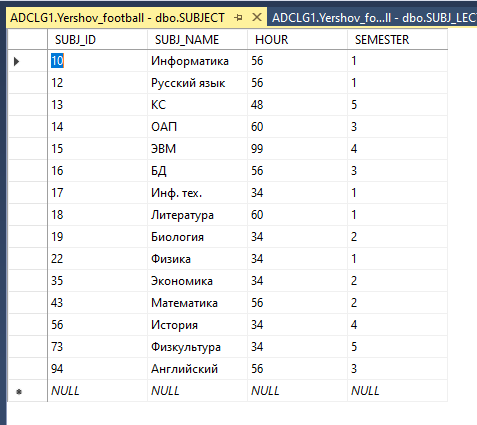 ADCLG1.Yershov_football - dbo.SUBJECT ADCLG1.Yershov_fo...ll - dbo.SUBJ_LEC
SUBJ_ID SUBJ_NAME HOUR SEMESTER
10 Информатика 56 1
12 Русский язык 56 1
13 КС 48 5
14 ОАП 60 3
15 ЭВМ 99 4
16 БД 56 3
17 Инф. тех. 34 1
18 Литература 60 1
19 Биология 34 2
22 Физика 34 1
35 Экономика 34 2
43 Математика 56 2
56 История 34 4
73 Физкультура 34 5
94 Английский 56 3
NULL NULL NULL NULL